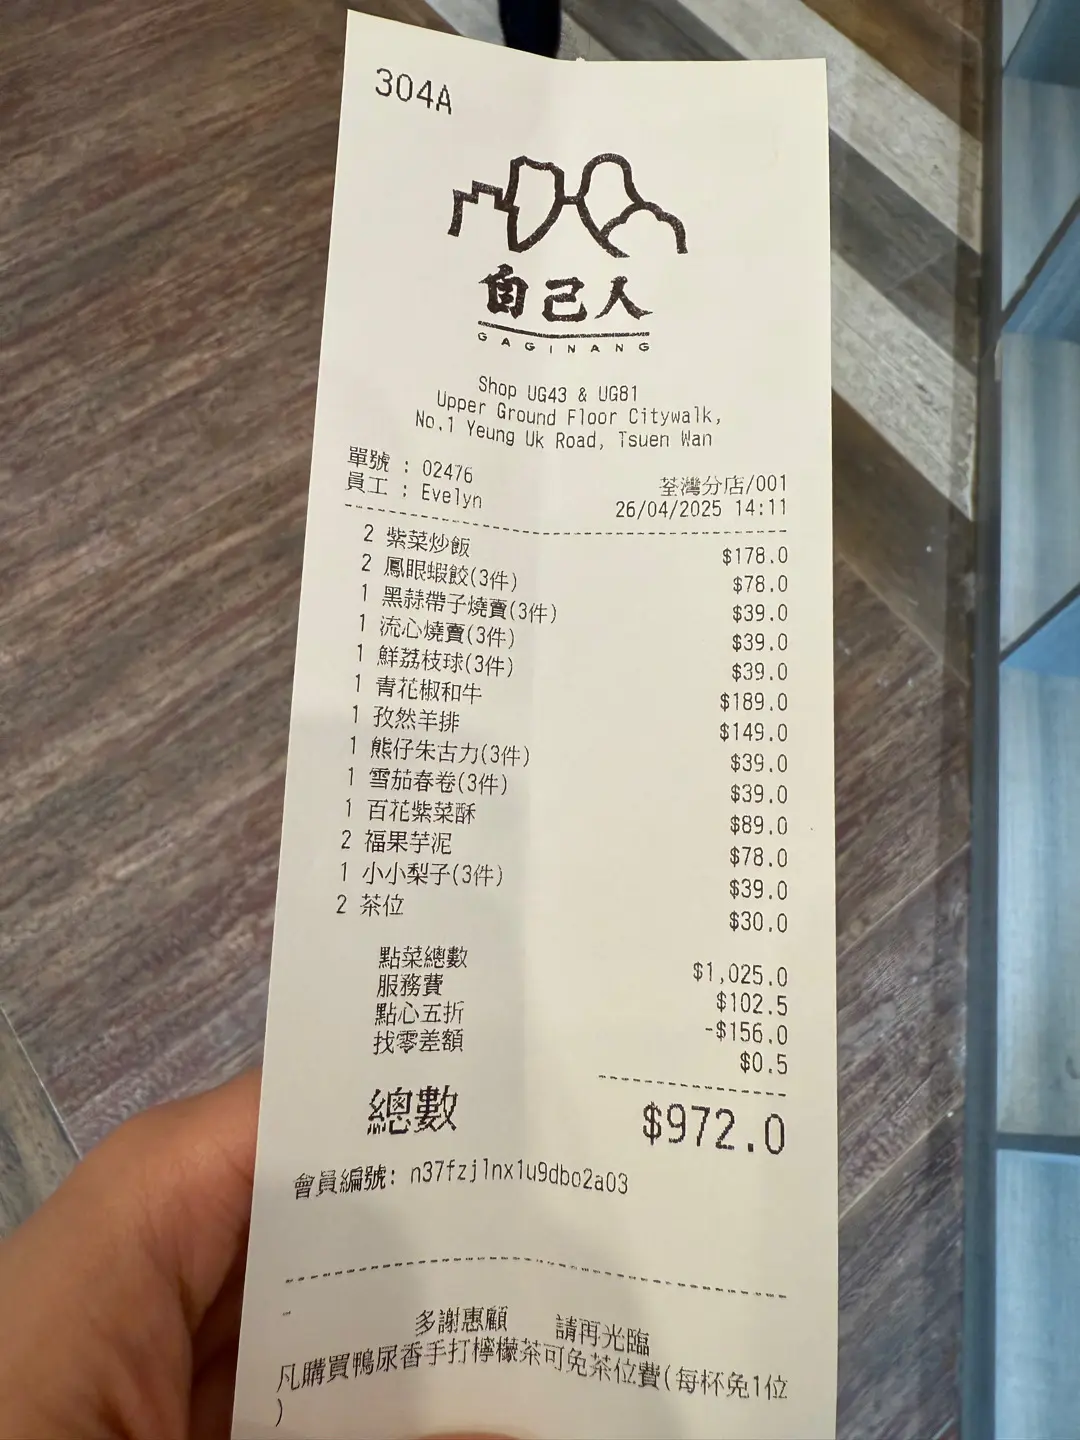 304A
自己人
GAGINANG
Shop UG43 & UG81
Upper Ground Floor Citywalk,
No.1 Yeung Uk Road, Tsuen Wan
單號 : 02476
荃灣分店/001
員工 : Evelyn
26/04/2025 14:11
2 紫菜炒飯 $178.0
2 鳳眼蝦餃(3件) $78.0
1 黑蒜帶子燒賣(3件) $39.0
1 流心燒賣(3件) $39.0
1 鮮荔枝球(3件) $39.0
1 青花椒和牛 $189.0
1 孜然羊排 $149.0
1 熊仔朱古力(3件) $39.0
1 雪茄春卷(3件) $39.0
1 百花紫菜酥 $89.0
2 福果芋泥 $78.0
1 小小梨子(3件) $39.0
2 茶位 $30.0
點菜總數 $1,025.0
服務費 $102.5
點心五折 -$156.0
找零差額 $0.5
總數 $972.0
會員編號: n37fzjlnx1u9dbo2a03
多謝惠顧 請再光臨
凡購買鴨尿香手打檸檬茶可免茶位費(每杯免1位
)